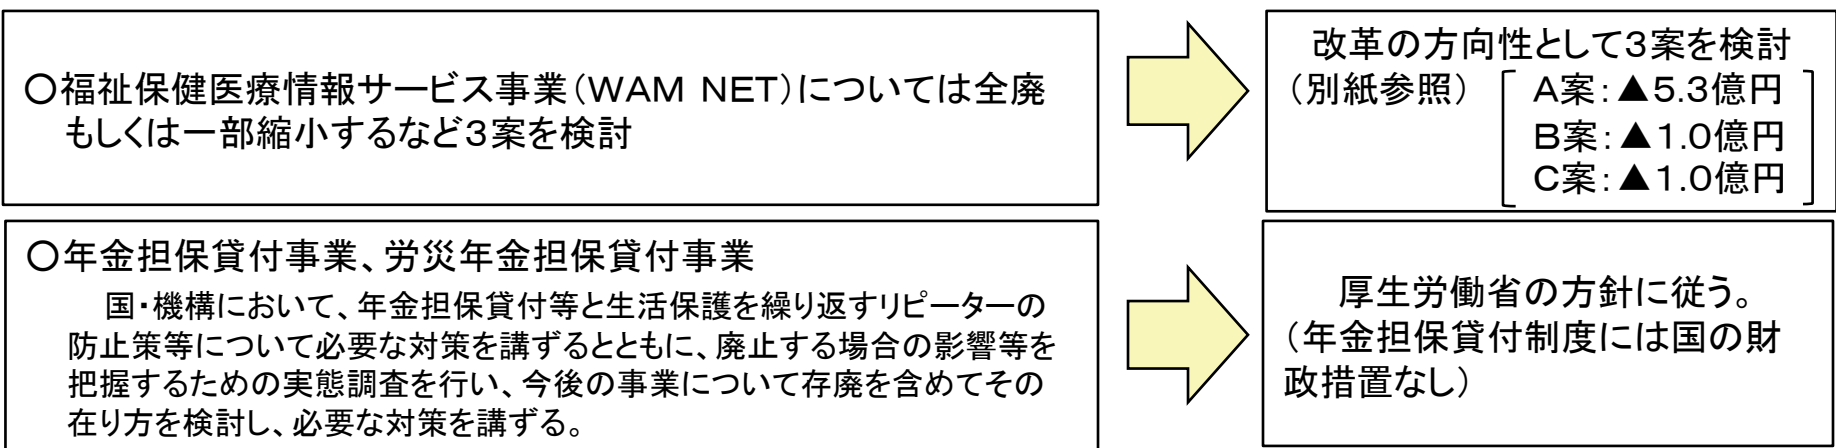 ○福祉保健医療情報サービス事業(WAM NET)については全廃
もしくは一部縮小するなど3案を検討
改革の方向性として3案を検討
(別紙参照)
A案:▲5.3億円
B案:▲1.0億円
C案:▲1.0億円
○年金担保貸付事業、労災年金担保貸付事業
国・機構において、年金担保貸付等と生活保護を繰り返すリピーターの
防止策等について必要な対策を講ずるとともに、廃止する場合の影響等を
把握するための実態調査を行い、今後の事業について存廃を含めてその
在り方を検討し、必要な対策を講ずる。
厚生労働省の方針に従う。
(年金担保貸付制度には国の財
政措置なし)